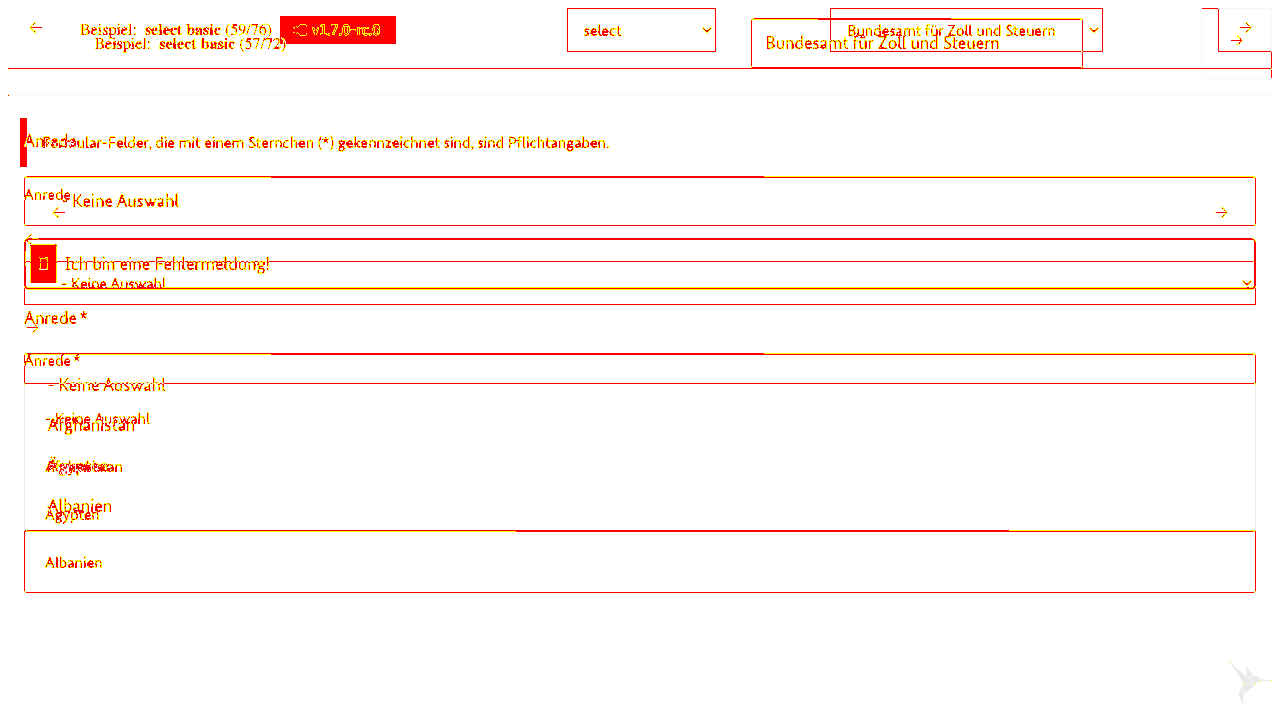 Beispiel: select basic (59/76) v1.7.0-rc.0 select Bundesamt für Zoll und Steuern
Beispiel: select basic (57/72) Bundesamt für Zoll und Steuern
Anrede
Formular-Felder, die mit einem Sternchen (*) gekennzeichnet sind, sind Pflichtangaben.
Anrede
- Keine Auswahl
Ich bin eine Fehlermeldung!
- Keine Auswahl
Anrede *
Anrede *
- Keine Auswahl
- Keine Auswahl
Afghanistan
Afghanistan
Ägypten
Albanien
Ägypten
Albanien